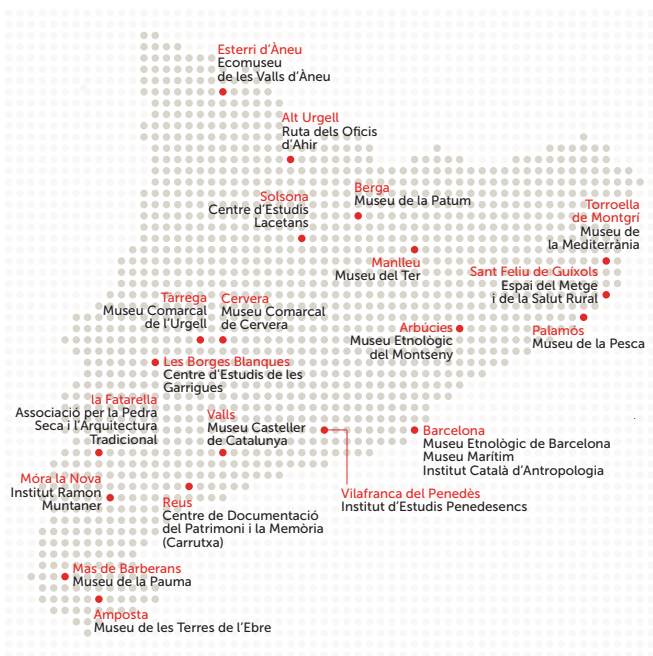 Esterri d'Àneu
Ecomuseu
de les Valls d'Àneu
Alt Urgell
Ruta dels Oficis
d'Ahir
Berga
Museu de la Patum
Solsona
Centre d'Estudis
Lacetans
Torroella
de Montgrí
Museu de
la Mediterrània
Manlleu
Museu del Ter
Sant Feliu de Guíxols
Espai del Metge
i de la Salut Rural
Tàrrega
Museu Comarcal
de l'Urgell
Cervera
Museu Comarcal
de Cervera
Arbúcies
Museu Etnològic
del Montseny
Palamós
Museu de la Pesca
Les Borges Blanques
Centre d'Estudis de les
Garrigues
la Fatarella
Associació per la Pedra
Seca i l'Arquitectura
Tradicional
Valls
Museu Casteller
de Catalunya
Barcelona
Museu Etnològic de Barcelona
Museu Marítim
Institut Català d'Antropologia
Móra la Nova
Institut Ramon
Muntaner
Vilafranca del Penedès
Institut d'Estudis Penedesencs
Reus
Centre de Documentació
del Patrimoni i la Memòria
(Carrutxa)
Mas de Barberans
Museu de la Pauma
Amposta
Museu de les Terres de l'Ebre